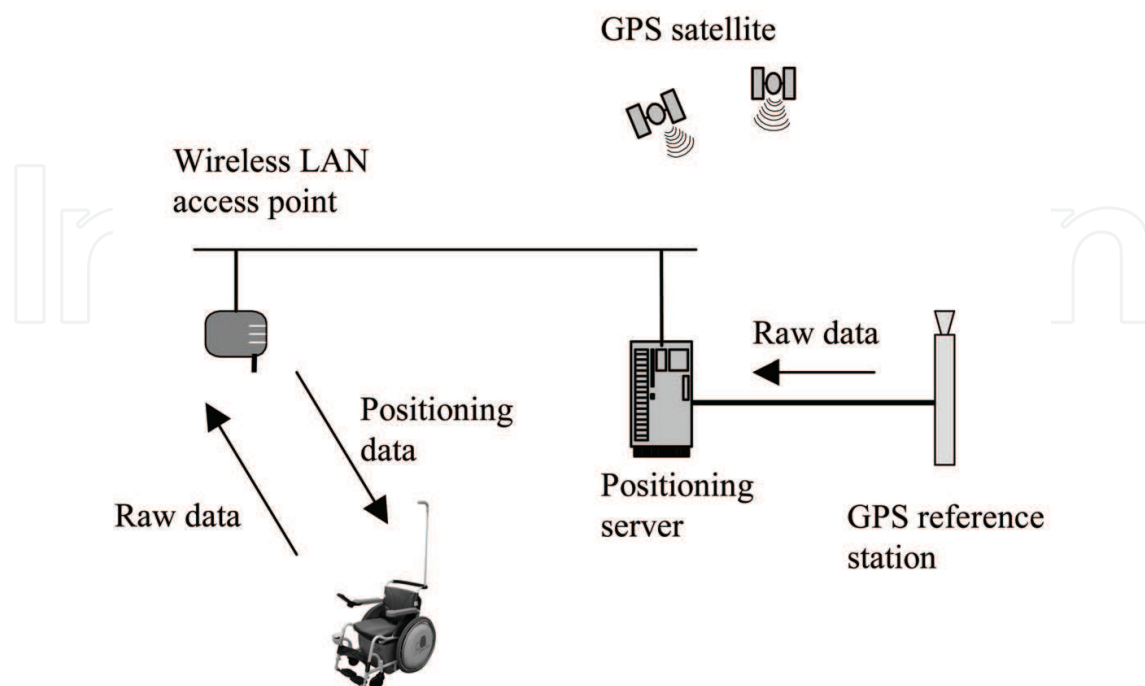 GPS satellite
Wireless LAN
access point
Raw data
Positioning
data
Raw data
Positioning
server
GPS reference
station